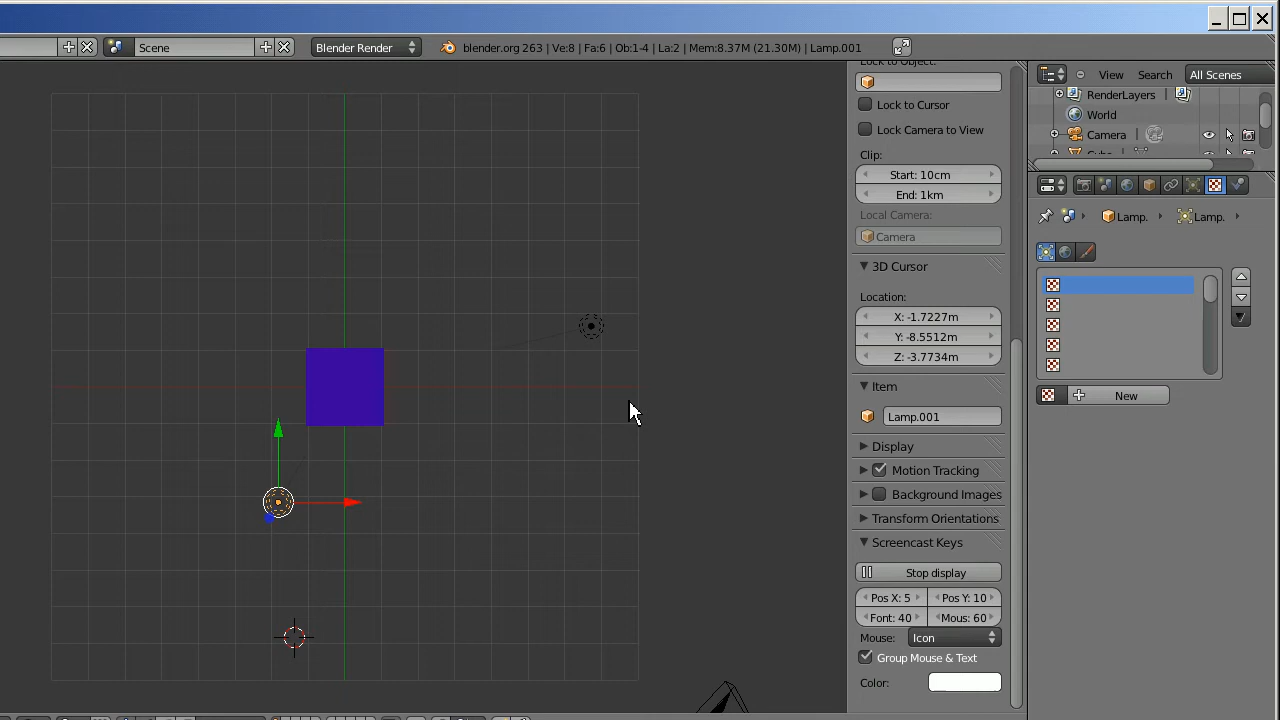 Scene
Blender Render
blender.org 263 | Ve:8 | Fa:6 | Ob:1-4 | La:2 | Mem:8.37M (21.30M) | Lamp.001
Lock to Object:
Lock to Cursor
Lock Camera to View
Clip:
Start: 10cm
End: 1km
Local Camera:
Camera
3D Cursor
Location:
X: -1.7227m
Y: -8.5512m
Z: -3.7734m
Item
Lamp.001
Display
Motion Tracking
Background Images
Transform Orientations
Screencast Keys
Stop display
Pos X: 5 Pos Y: 10
Font: 40 Mous: 60
Mouse: Icon
Group Mouse & Text
Color:
View Search All Scenes
RenderLayers
World
Camera
Lamp. Lamp.
New